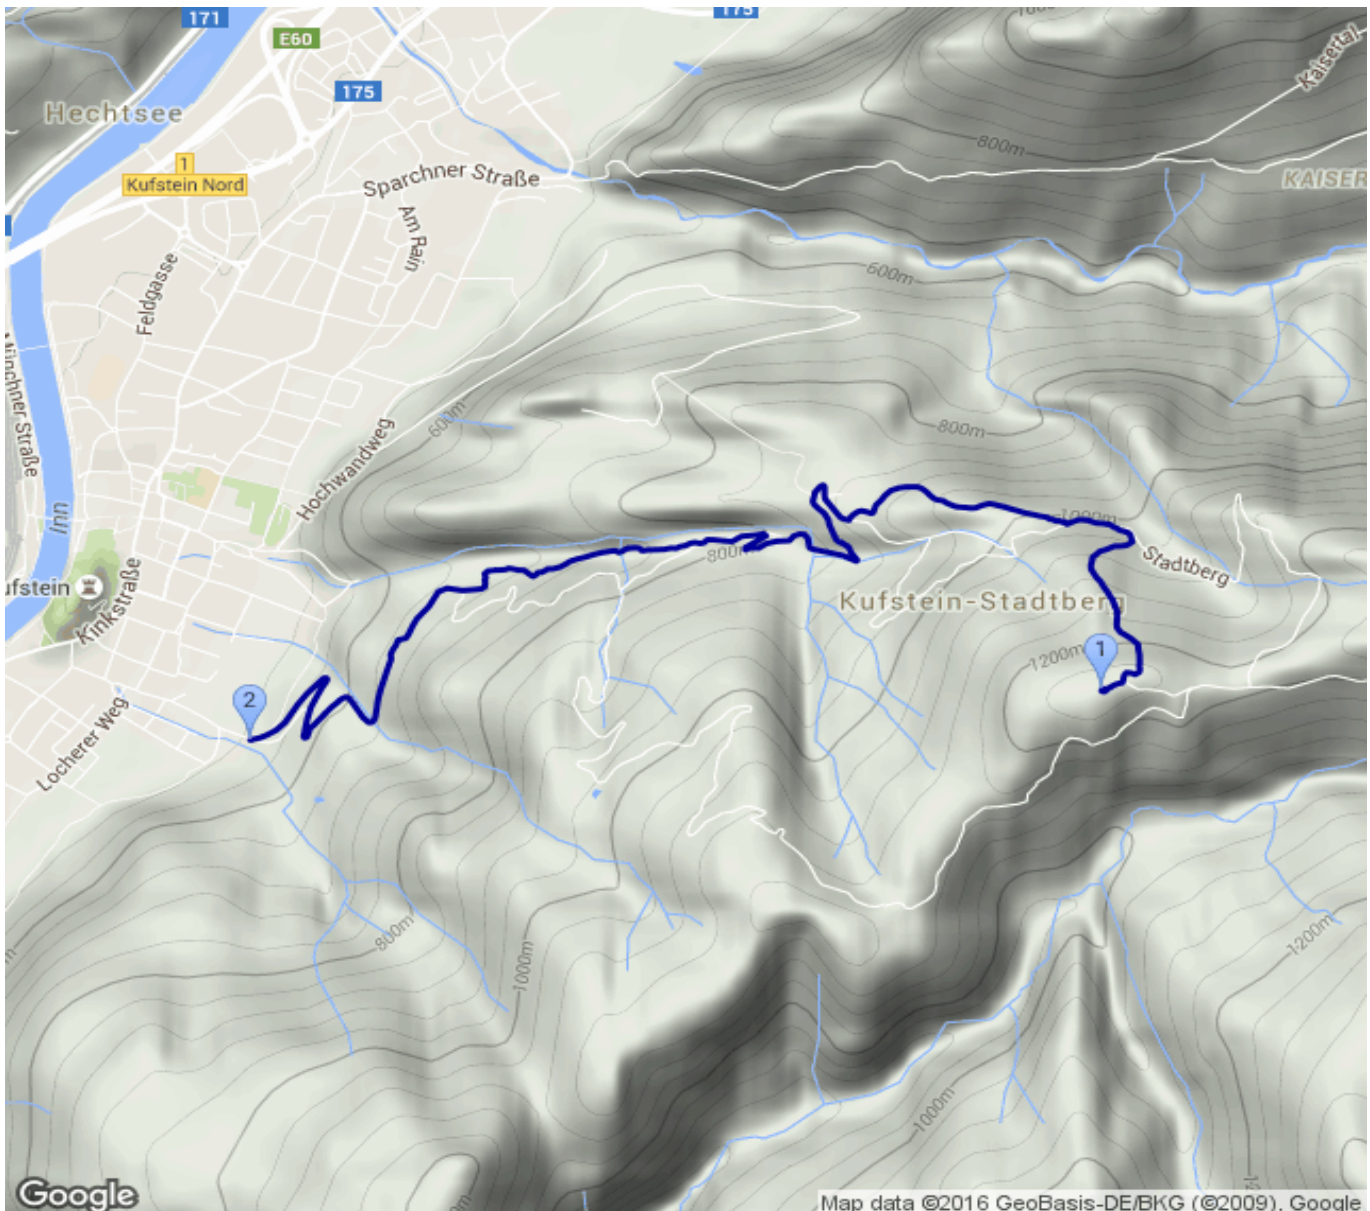 171
E60
175
175
Hechtsee
1
Kufstein Nord
Sparchner Straße
Am Rain
Feldgasse
Kaisertal
800m
KAISER
600m
Münchner Straße
Inn
600m
Hochwandweg
800m
ufstein
Kinkstraße
800m
1000m
Stadtberg
Kufstein-Stadtberg
1200m
1
2
Locherer Weg
800m
1000m
1200m
1000m
Google
Map data ©2016 GeoBasis-DE/BKG (©2009), Google